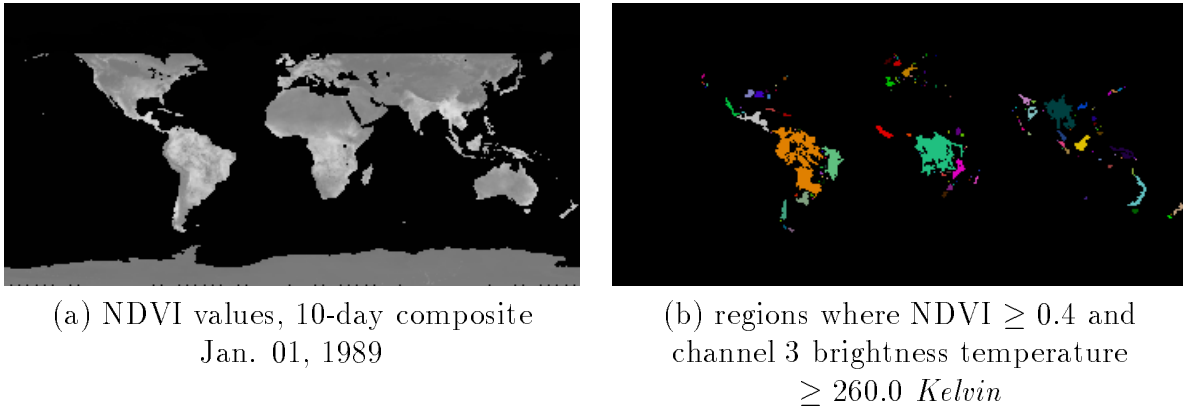 (a) NDVI values, 10-day composite
Jan. 01, 1989
(b) regions where NDVI ≥ 0.4 and
channel 3 brightness temperature
≥ 260.0 Kelvin